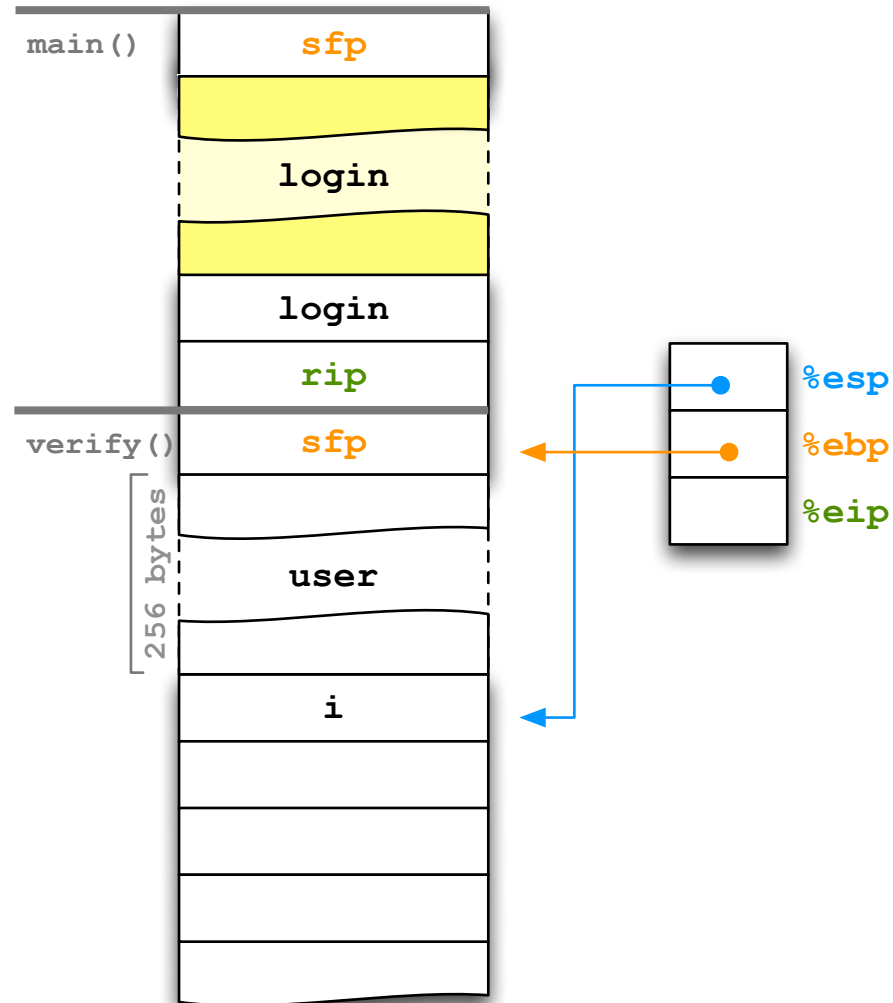 main()
sfp
login
login
rip
%esp
verify()
sfp
%ebp
%eip
256 bytes
user
i